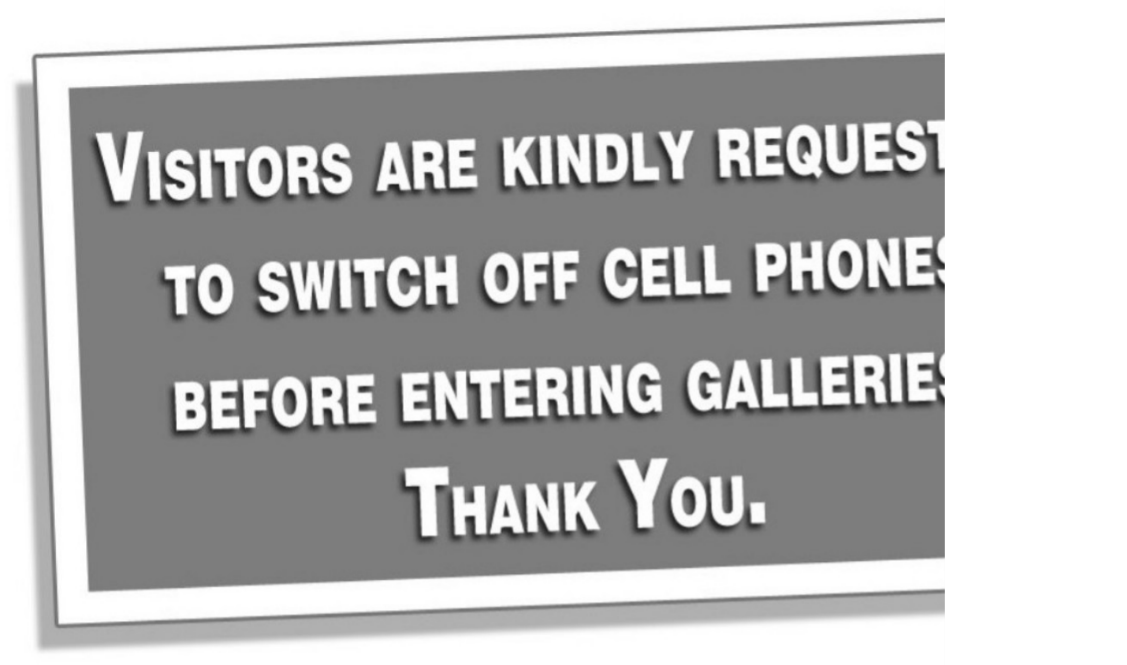 Visitors are kindly request
to switch off cell phones
before entering galleries
Thank You.